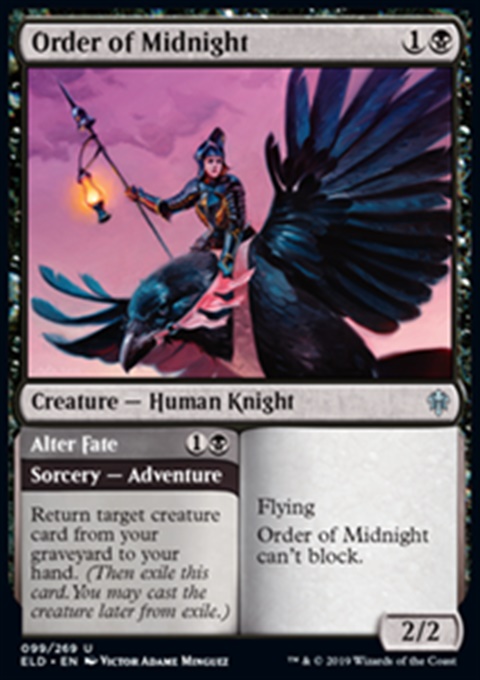 Order of Midnight 1
Creature — Human Knight
Alter Fate 1
Sorcery — Adventure
Return target creature
card from your
graveyard to your
hand. (Then exile this
card. You may cast the
creature later from exile.)
Flying
Order of Midnight
can't block.
2/2
099/269 U
ELD • EN Victor Adame Minguez
™ & © 2019 Wizards of the Coast